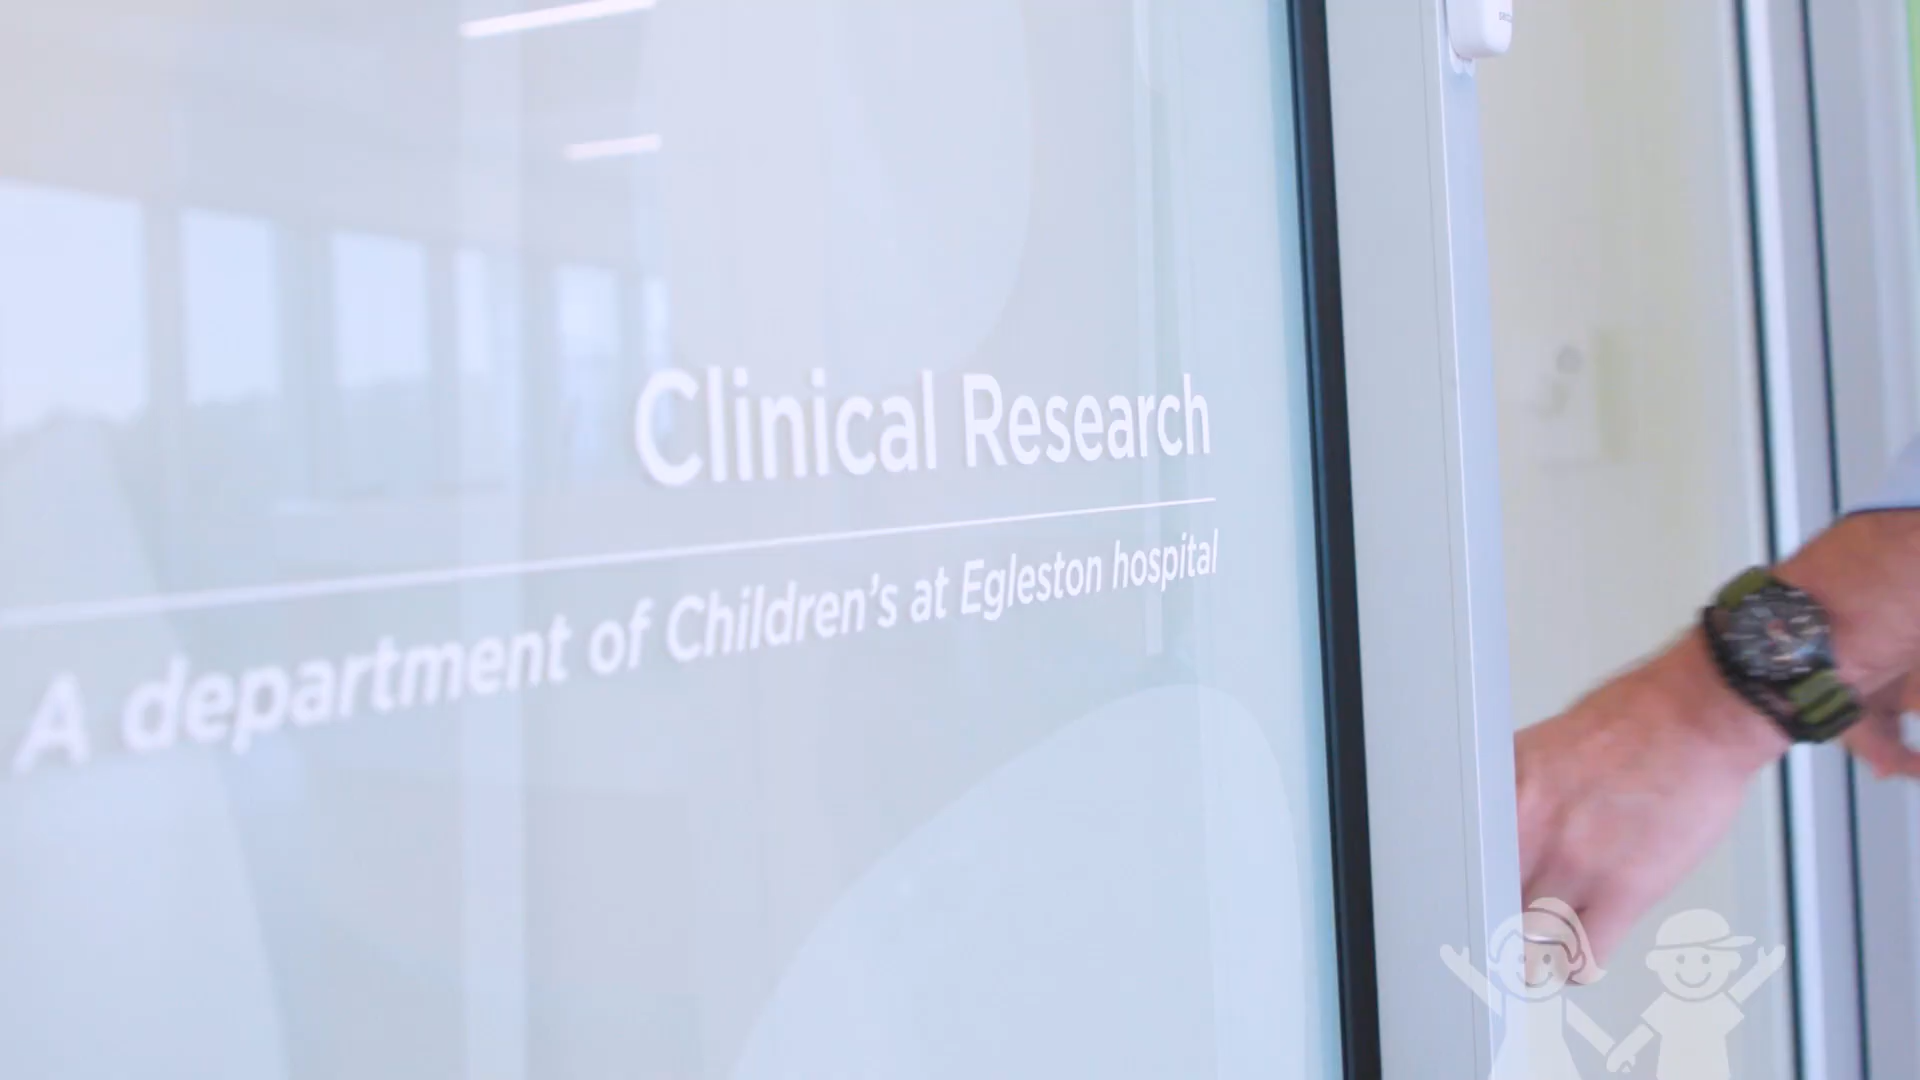 Clinical Research
A department of Children's at Egleston hospital